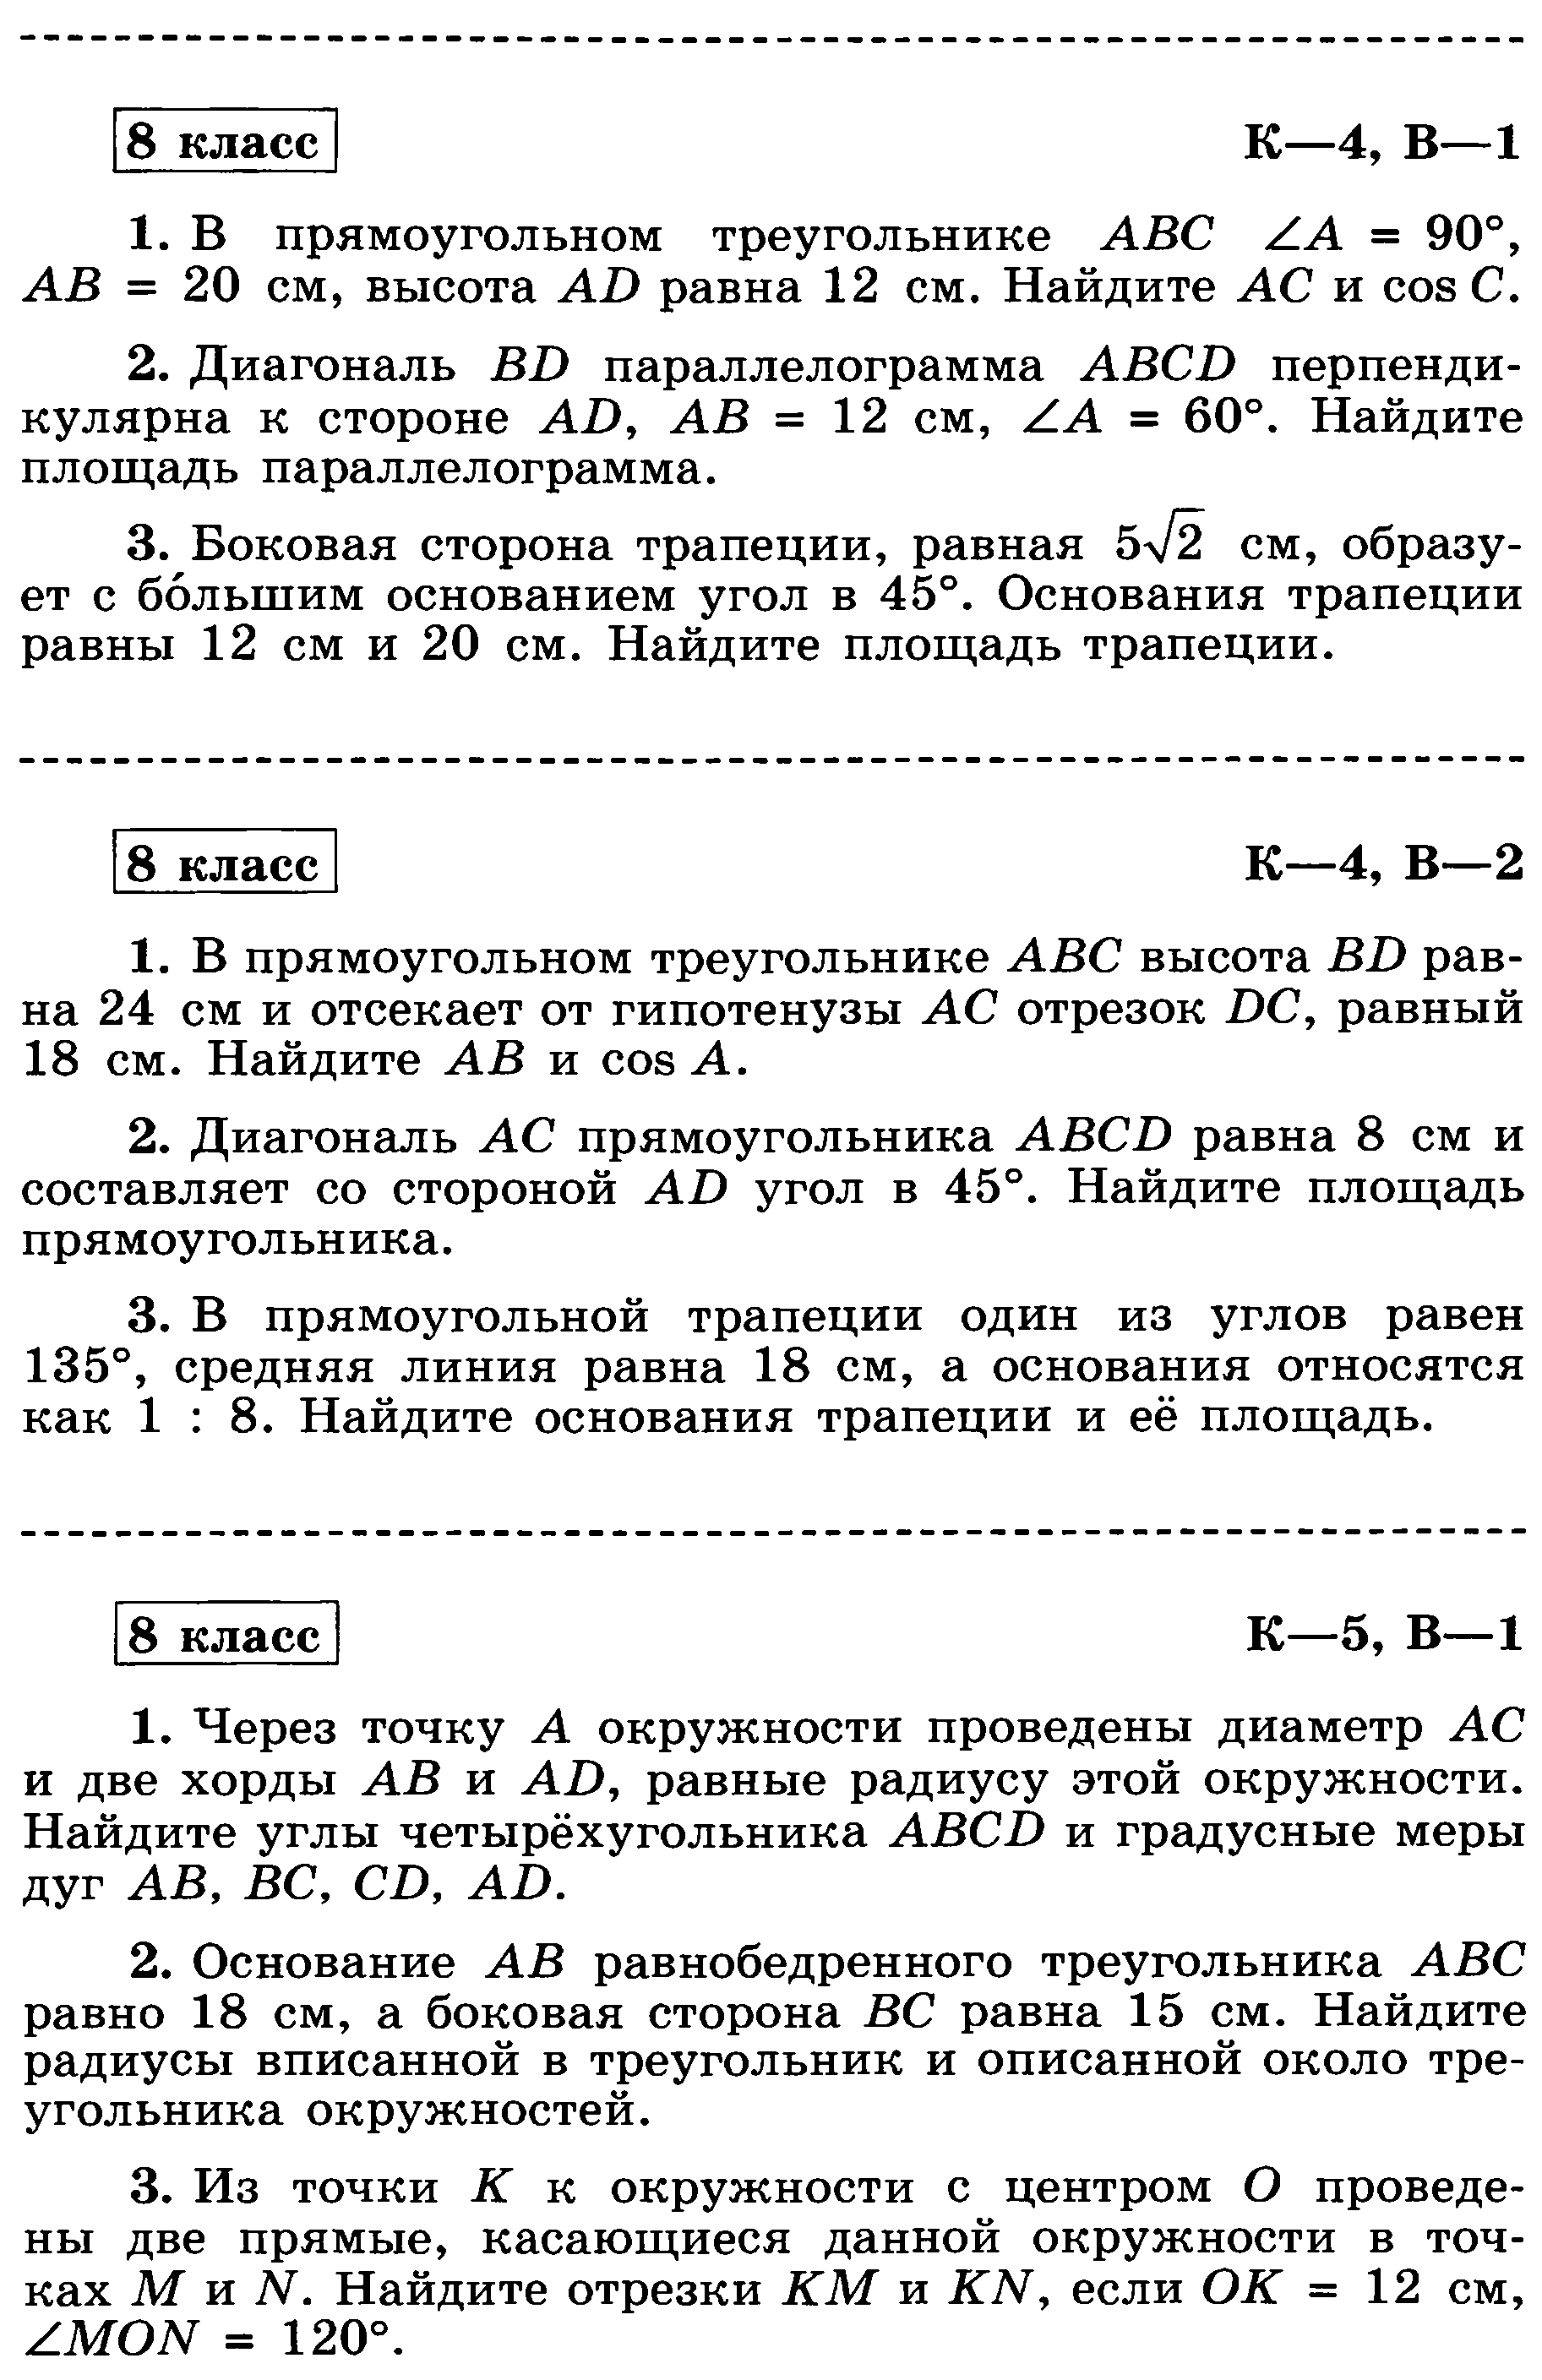 8 класс
К—4, В—1
1. В прямоугольном треугольнике ABC ∠A = 90°,
AB = 20 см, высота AD равна 12 см. Найдите AC и cos C.
2. Диагональ BD параллелограмма ABCD перпенди-
кулярна к стороне AD, AB = 12 см, ∠A = 60°. Найдите
площадь параллелограмма.
3. Боковая сторона трапеции, равная 5√2 см, образу-
ет с бо́льшим основанием угол в 45°. Основания трапеции
равны 12 см и 20 см. Найдите площадь трапеции.
8 класс
К—4, В—2
1. В прямоугольном треугольнике ABC высота BD рав-
на 24 см и отсекает от гипотенузы AC отрезок DC, равный
18 см. Найдите AB и cos A.
2. Диагональ AC прямоугольника ABCD равна 8 см и
составляет со стороной AD угол в 45°. Найдите площадь
прямоугольника.
3. В прямоугольной трапеции один из углов равен
135°, средняя линия равна 18 см, а основания относятся
как 1 : 8. Найдите основания трапеции и её площадь.
8 класс
К—5, В—1
1. Через точку A окружности проведены диаметр AC
и две хорды AB и AD, равные радиусу этой окружности.
Найдите углы четырёхугольника ABCD и градусные меры
дуг AB, BC, CD, AD.
2. Основание AB равнобедренного треугольника ABC
равно 18 см, а боковая сторона BC равна 15 см. Найдите
радиусы вписанной в треугольник и описанной около тре-
угольника окружностей.
3. Из точки K к окружности с центром O проведе-
ны две прямые, касающиеся данной окружности в точ-
ках M и N. Найдите отрезки KM и KN, если OK = 12 см,
∠MON = 120°.